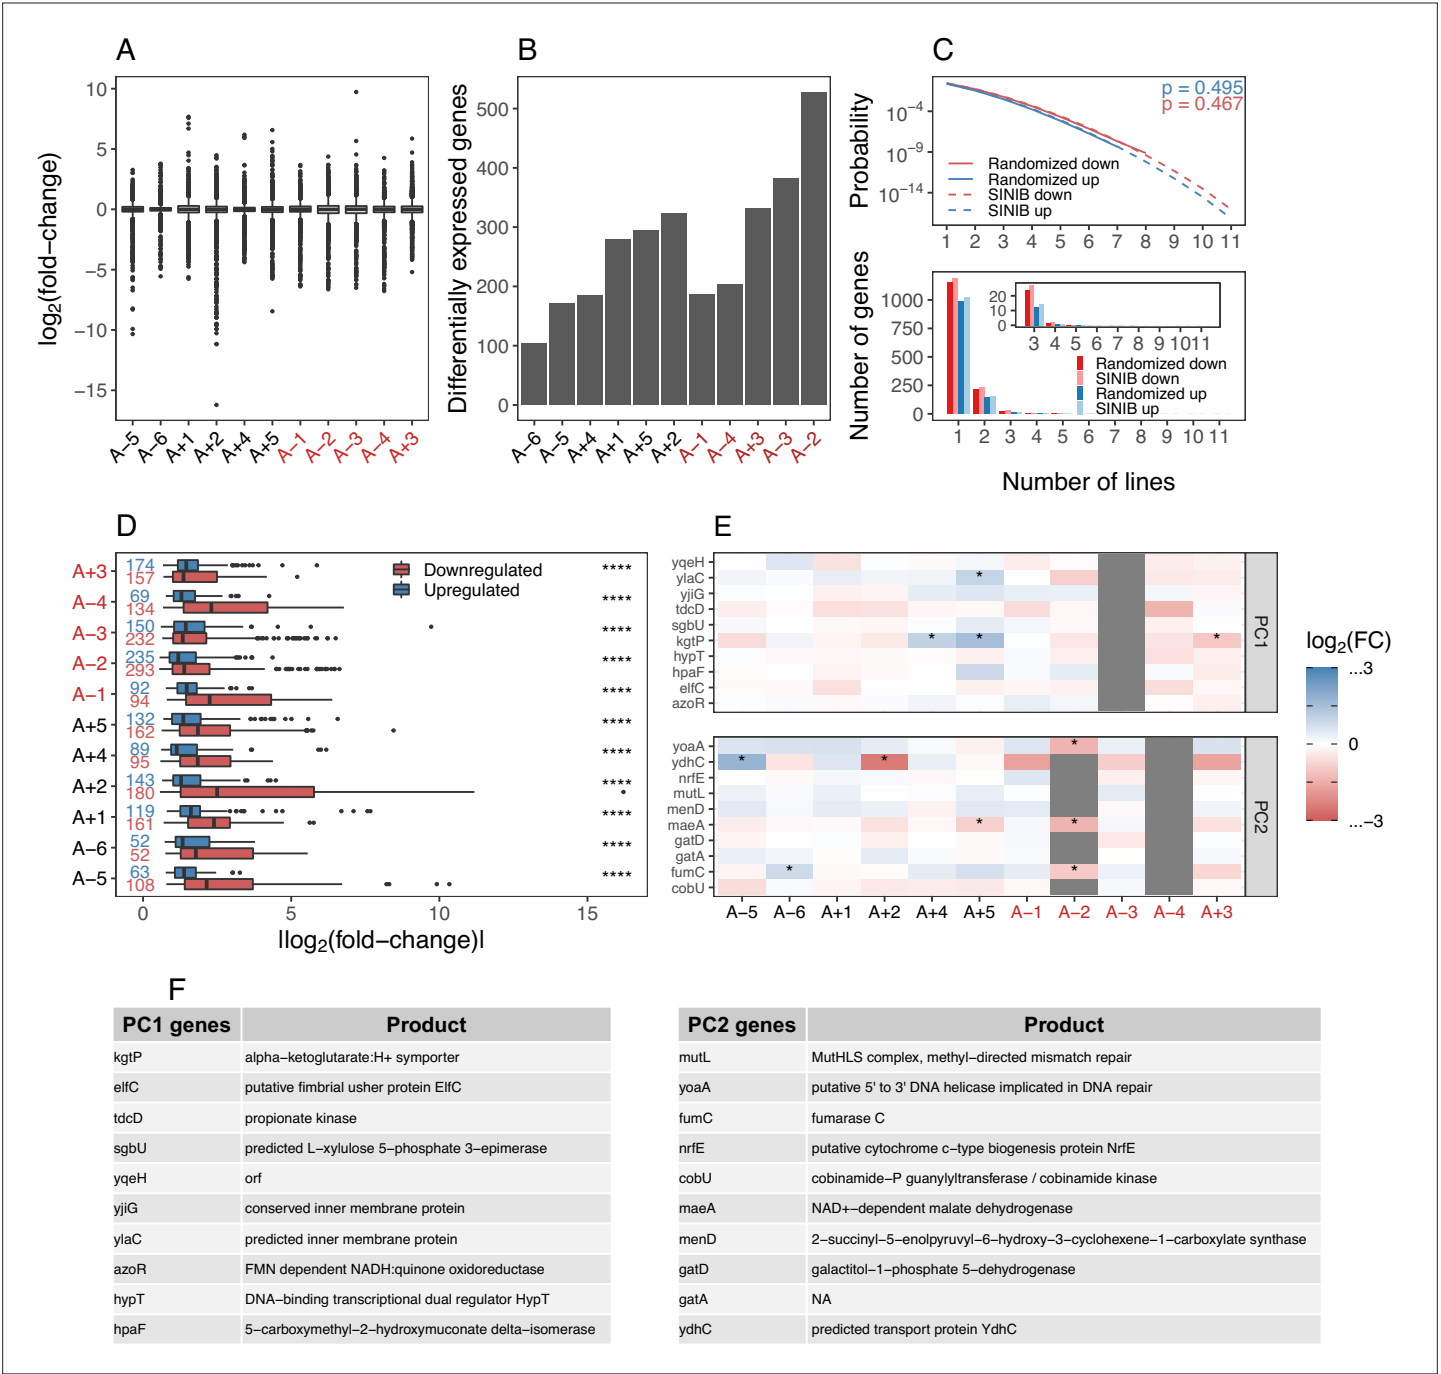 A
log2(fold−change)
10
5
0
−5
−10
−15
A−5
A−6
A+1
A+2
A+4
A+5
A−1
A−2
A−3
A−4
A+3
B
Differentially expressed genes
500
400
300
200
100
0
A−6
A−5
A+4
A+1
A+5
A+2
A−1
A−4
A+3
A−3
A−2
C
Probability
10−4
10−9
10−14
p = 0.495
p = 0.467
Randomized down
Randomized up
SINIB down
SINIB up
1 2 3 4 5 6 7 8 9 10 11
Number of genes
1000
750
500
250
0
20
10
0
3 4 5 6 7 8 9 1011
Randomized down
SINIB down
Randomized up
SINIB up
1 2 3 4 5 6 7 8 9 10 11
Number of lines
D
A+3 174 157 ****
A−4 69 134 ****
A−3 150 232 ****
A−2 235 293 ****
A−1 92 94 ****
A+5 132 162 ****
A+4 89 95 ****
A+2 143 180 ****
A+1 119 161 ****
A−6 52 52 ****
A−5 63 108 ****
Downregulated
Upregulated
0 5 10 15
|log2(fold−change)|
E
yqeH
ylaC *
yjiG
tdcD
sgbU
kgtP * * *
hypT
hpaF
elfC
azoR
PC1
yoaA *
ydhC * *
nrfE
mutL
menD
maeA * *
gatD
gatA
fumC * *
cobU
PC2
A−5 A−6 A+1 A+2 A+4 A+5 A−1 A−2 A−3 A−4 A+3
log2(FC)
...3
0
...−3
F
PC1 genes Product
kgtP alpha−ketoglutarate:H+ symporter
elfC putative fimbrial usher protein ElfC
tdcD propionate kinase
sgbU predicted L−xylulose 5−phosphate 3−epimerase
yqeH orf
yjiG conserved inner membrane protein
ylaC predicted inner membrane protein
azoR FMN dependent NADH:quinone oxidoreductase
hypT DNA−binding transcriptional dual regulator HypT
hpaF 5−carboxymethyl−2−hydroxymuconate delta−isomerase
PC2 genes Product
mutL MutHLS complex, methyl−directed mismatch repair
yoaA putative 5' to 3' DNA helicase implicated in DNA repair
fumC fumarase C
nrfE putative cytochrome c−type biogenesis protein NrfE
cobU cobinamide−P guanylyltransferase / cobinamide kinase
maeA NAD+−dependent malate dehydrogenase
menD 2−succinyl−5−enolpyruvyl−6−hydroxy−3−cyclohexene−1−carboxylate synthase
gatD galactitol−1−phosphate 5−dehydrogenase
gatA NA
ydhC predicted transport protein YdhC